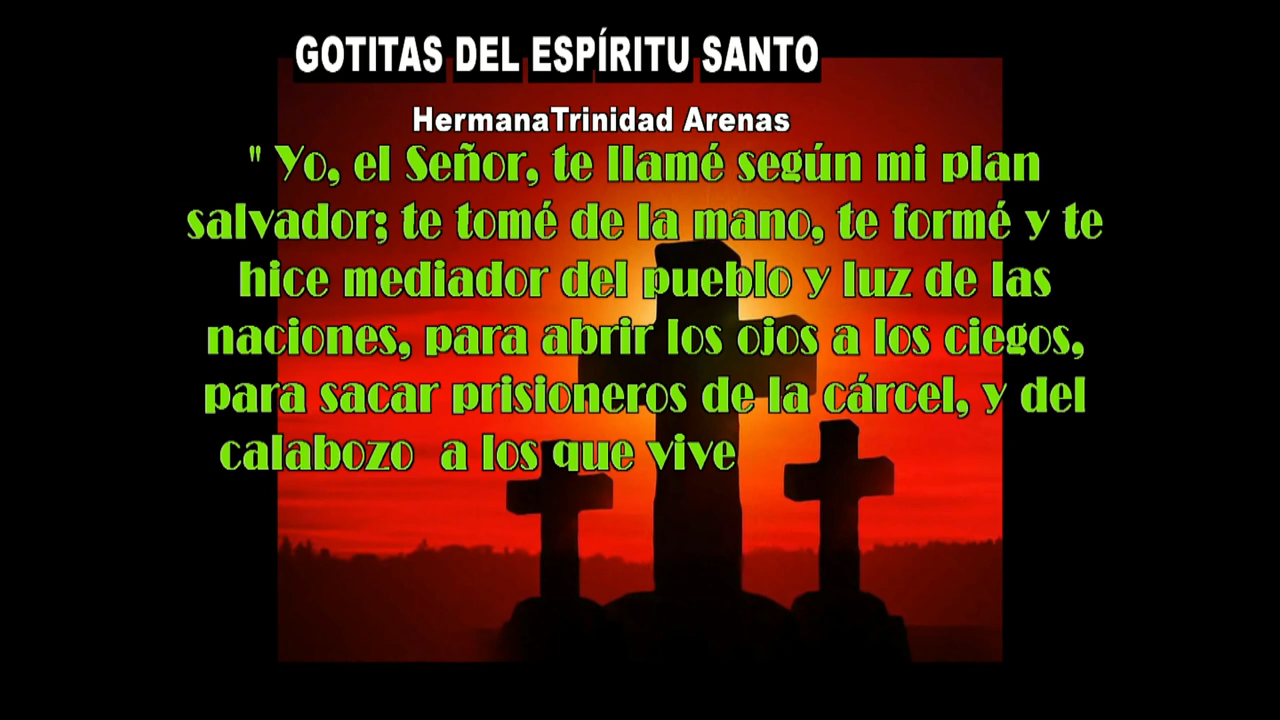 GOTITAS DEL ESPÍRITU SANTO
HermanaTrinidad Arenas
" Yo, el Señor, te llamé según mi plan
salvador; te tomé de la mano, te formé y te
hice mediador del pueblo y luz de las
naciones, para abrir los ojos a los ciegos,
para sacar prisioneros de la cárcel, y del
calabozo a los que vive